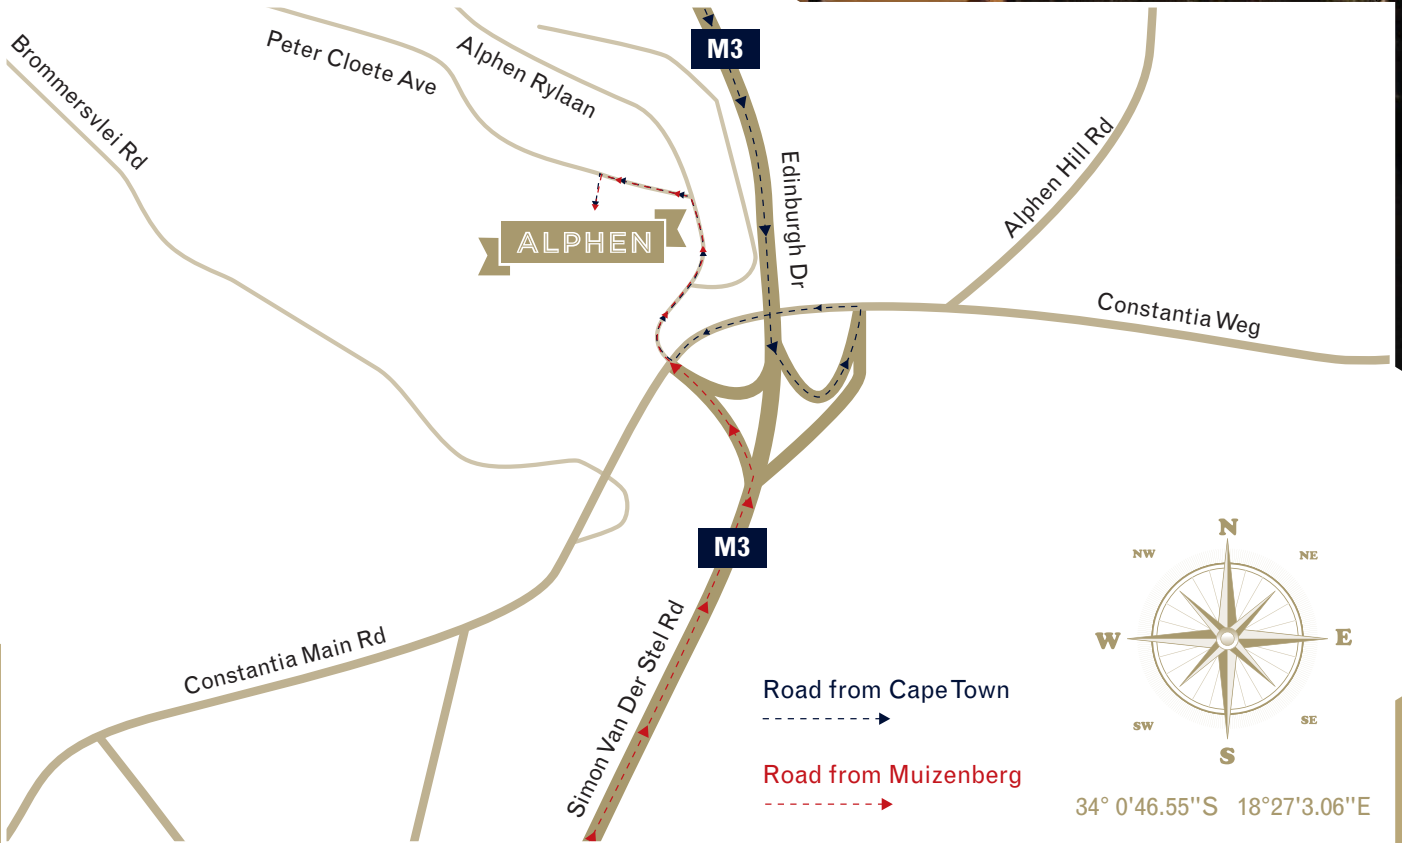 M3
Brommersvlei Rd
Peter Cloete Ave
Alphen Rylaan
Edinburgh Dr
Alphen Hill Rd
ALPHEN
Constantia Weg
M3
Constantia Main Rd
Simon Van Der Stel Rd
Road from Cape Town
Road from Muizenberg
N
NW
NE
W
E
SW
SE
S
34° 0'46.55"S 18°27'3.06"E